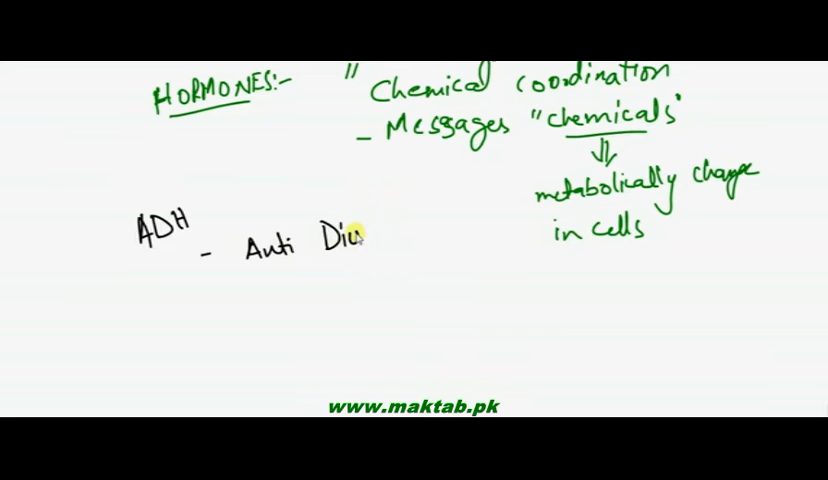 HORMONES:- " Chemical coordination
- Messages "chemicals"
metabolically change
in cells
ADH
- Anti Diu
www.maktab.pk